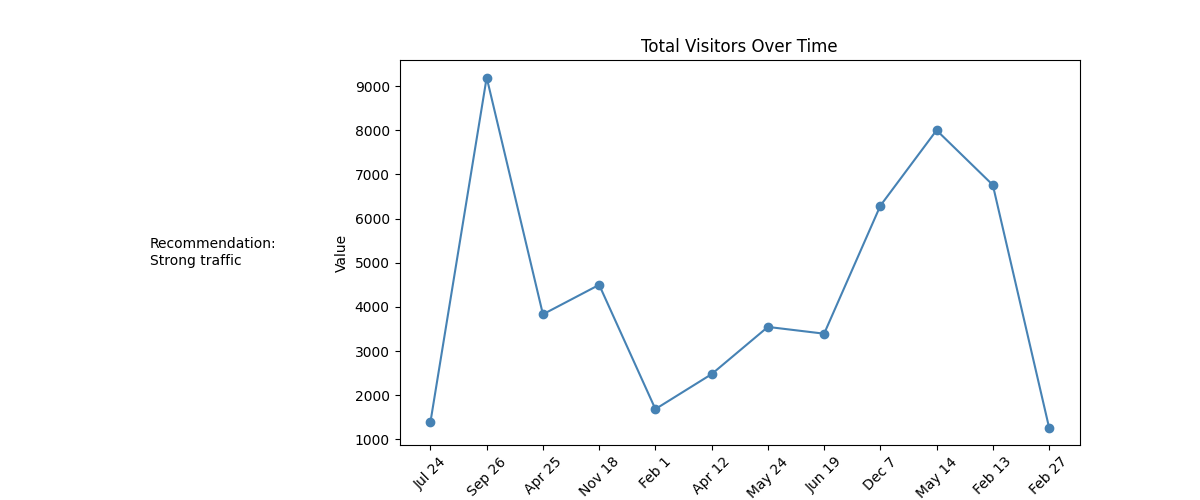 Total Visitors Over Time
Recommendation:
Strong traffic
Value
9000
8000
7000
6000
5000
4000
3000
2000
1000
Jul 24
Sep 26
Apr 25
Nov 18
Feb 1
Apr 12
May 24
Jun 19
Dec 7
May 14
Feb 13
Feb 27